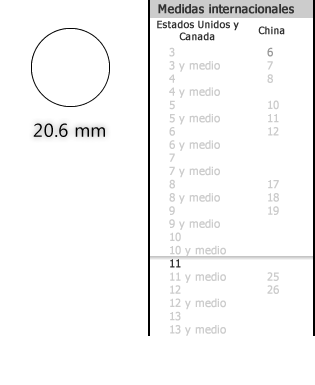 Medidas internacionales
Estados Unidos y Canada China
3 6
3 y medio 7
4 8
4 y medio
5 10
5 y medio 11
6 12
6 y medio
7
7 y medio
8 17
8 y medio 18
9 19
9 y medio
10
10 y medio
11
11 y medio 25
12 26
12 y medio
13
13 y medio
20.6 mm